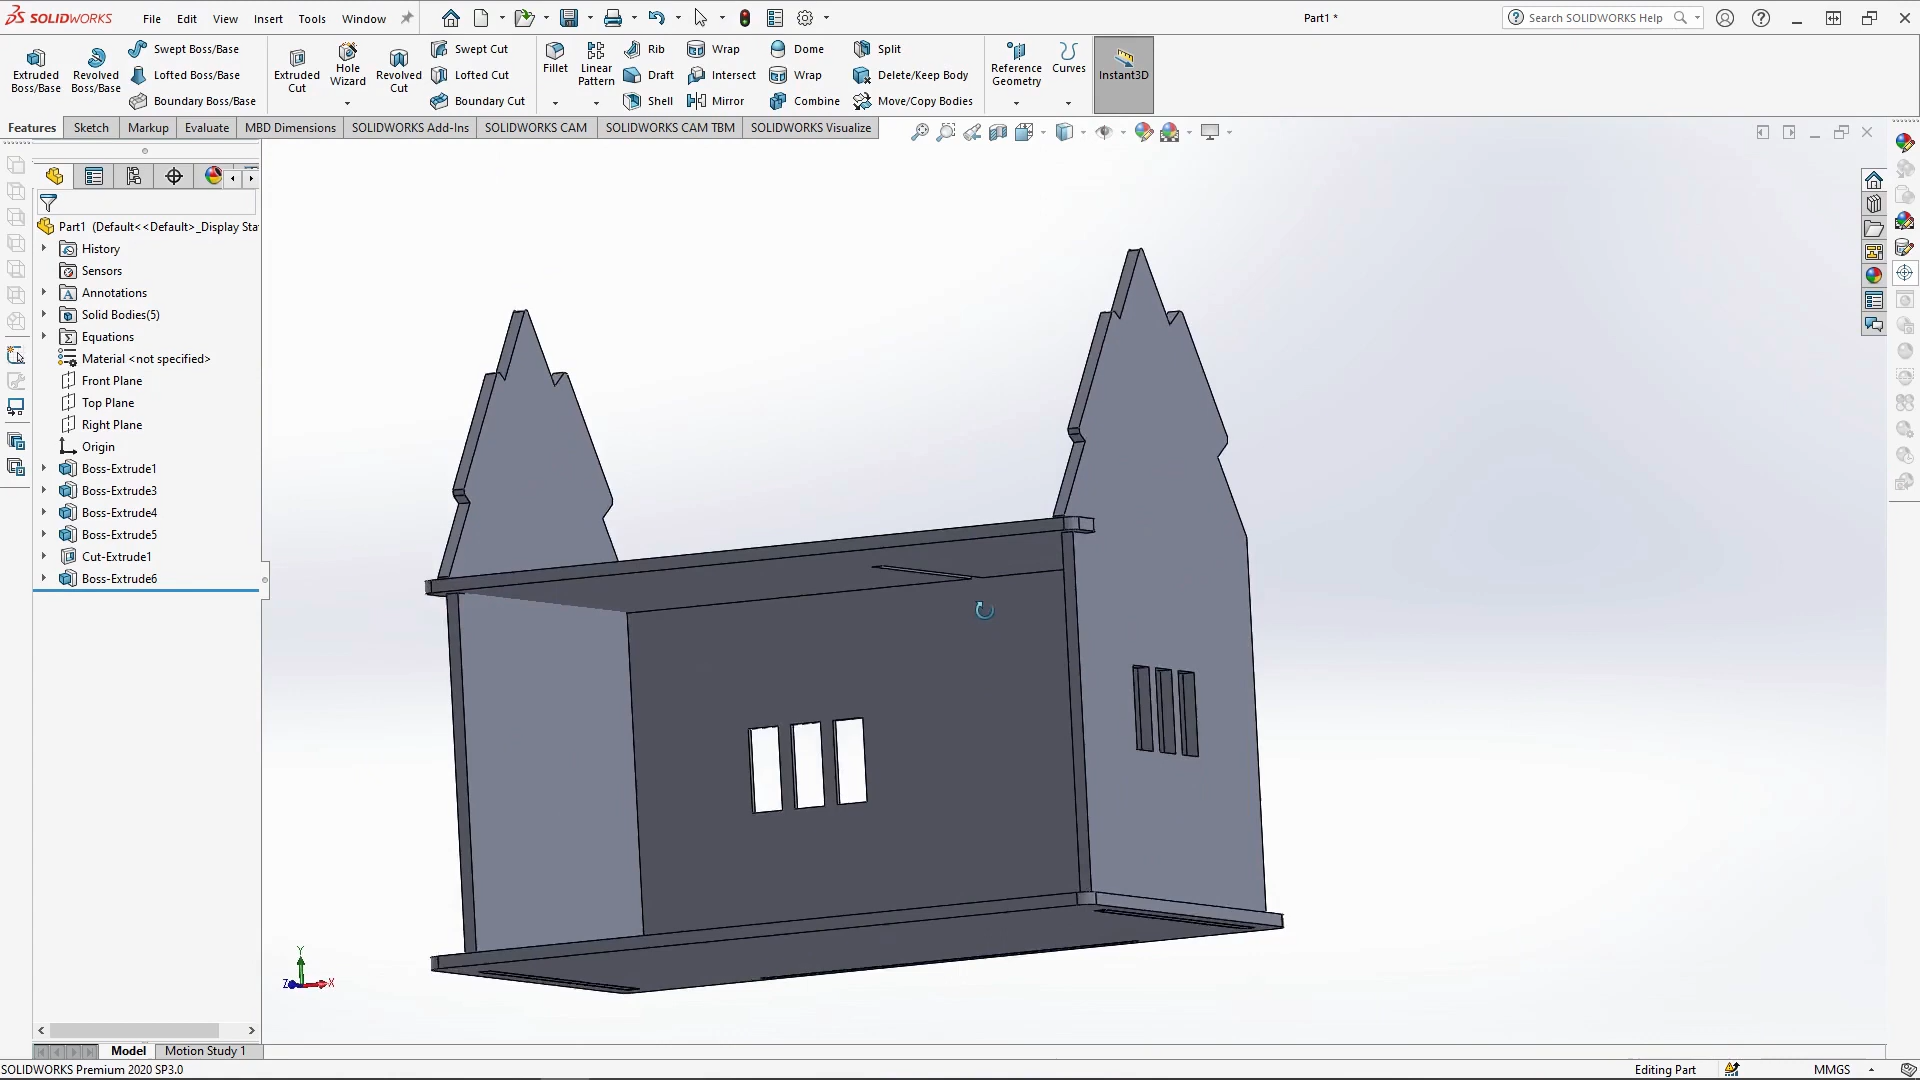 SOLIDWORKS File Edit View Insert Tools Window Part1 * Search SOLIDWORKS Help
Extruded Boss/Base
Revolved Boss/Base
Swept Boss/Base
Lofted Boss/Base
Boundary Boss/Base
Extruded Cut
Hole Wizard
Revolved Cut
Swept Cut
Lofted Cut
Boundary Cut
Fillet
Linear Pattern
Rib
Draft
Shell
Wrap
Intersect
Mirror
Dome
Wrap
Combine
Split
Delete/Keep Body
Move/Copy Bodies
Reference Geometry
Curves
Instant3D
Features Sketch Markup Evaluate MBD Dimensions SOLIDWORKS Add-Ins SOLIDWORKS CAM SOLIDWORKS CAM TBM SOLIDWORKS Visualize
Part1 (Default<<Default>_Display Sta
History
Sensors
Annotations
Solid Bodies(5)
Equations
Material <not specified>
Front Plane
Top Plane
Right Plane
Origin
Boss-Extrude1
Boss-Extrude3
Boss-Extrude4
Boss-Extrude5
Cut-Extrude1
Boss-Extrude6
Y
Z X
Model Motion Study 1
SOLIDWORKS Premium 2020 SP3.0 Editing Part MMGS